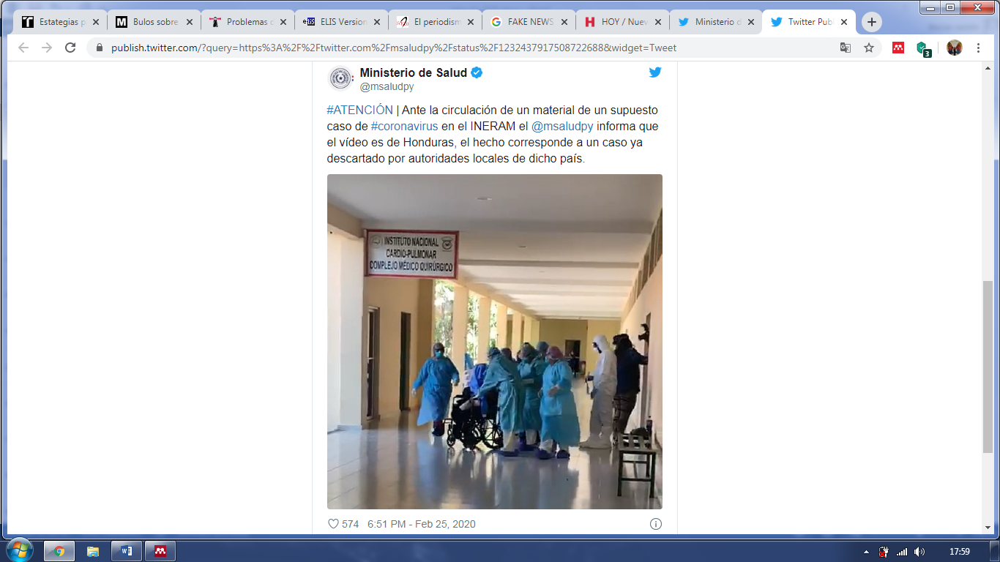 Estategias p
Bulos sobre
Problemas d
ELIS Version
El periodism
FAKE NEWS
HOY / Nuev
Ministerio d
Twitter Pub
publish.twitter.com/?query=https%3A%2F%2Ftwitter.com%2Fmsaludpy%2Fstatus%2F1232437917508722688&widget=Tweet
3
Ministerio de Salud
@msaludpy
#ATENCIÓN | Ante la circulación de un material de un supuesto
caso de #coronavirus en el INERAM el @msaludpy informa que
el vídeo es de Honduras, el hecho corresponde a un caso ya
descartado por autoridades locales de dicho país.
INSTITUTO NACIONAL
CARDIO-PULMONAR
COMPLEJO MÉDICO QUIRÚRGICO
574 6:51 PM - Feb 25, 2020
17:59